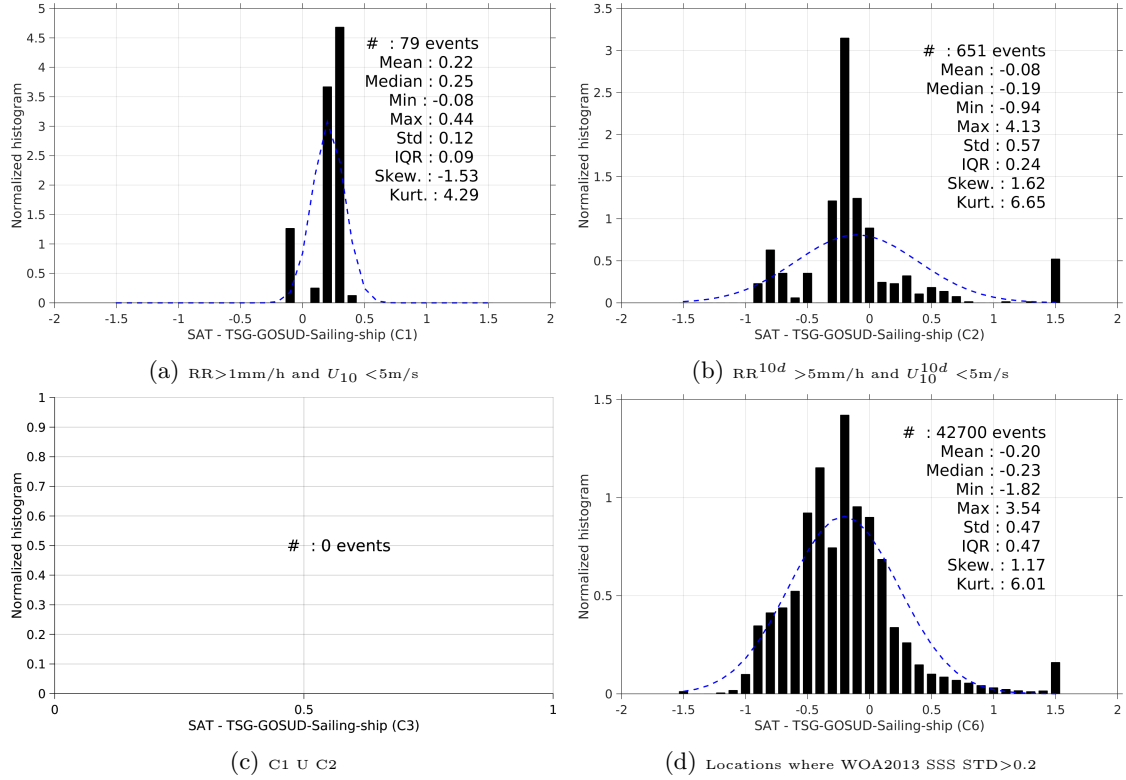 5
4.5
4
3.5
3
2.5
2
1.5
1
0.5
0
-2
-1.5
-1
-0.5
0
0.5
1
1.5
2
Normalized histogram
# : 79 events
Mean : 0.22
Median : 0.25
Min : -0.08
Max : 0.44
Std : 0.12
IQR : 0.09
Skew. : -1.53
Kurt. : 4.29
SAT - TSG-GOSUD-Sailing-ship (C1)
(a) RR>1mm/h and U10 <5m/s
3.5
3
2.5
2
1.5
1
0.5
0
-2
-1.5
-1
-0.5
0
0.5
1
1.5
2
Normalized histogram
# : 651 events
Mean : -0.08
Median : -0.19
Min : -0.94
Max : 4.13
Std : 0.57
IQR : 0.24
Skew. : 1.62
Kurt. : 6.65
SAT - TSG-GOSUD-Sailing-ship (C2)
(b) RR^10d >5mm/h and U_10^10d <5m/s
1
0.9
0.8
0.7
0.6
0.5
0.4
0.3
0.2
0.1
0
0
0.5
1
Normalized histogram
# : 0 events
SAT - TSG-GOSUD-Sailing-ship (C3)
(c) C1 U C2
1.5
1
0.5
0
-2
-1.5
-1
-0.5
0
0.5
1
1.5
2
Normalized histogram
# : 42700 events
Mean : -0.20
Median : -0.23
Min : -1.82
Max : 3.54
Std : 0.47
IQR : 0.47
Skew. : 1.17
Kurt. : 6.01
SAT - TSG-GOSUD-Sailing-ship (C6)
(d) Locations where WOA2013 SSS STD>0.2